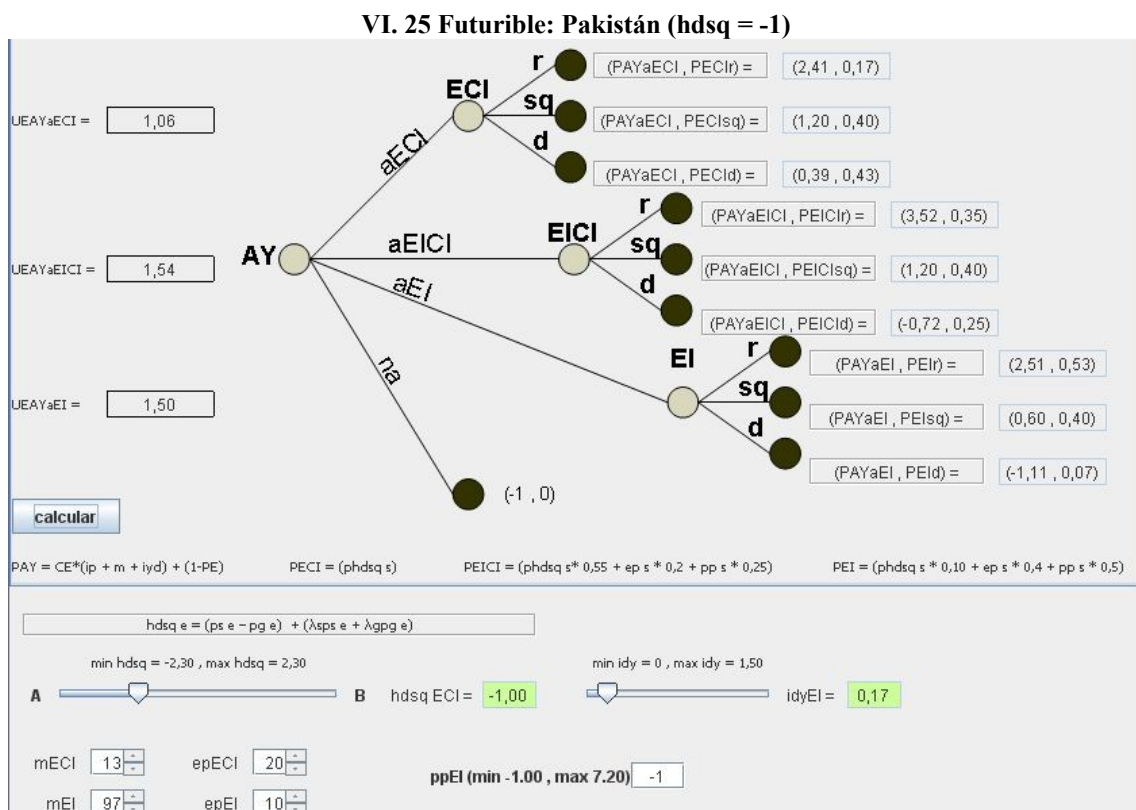 VI. 25 Futurible: Pakistán (hdsq = -1)
r (PAYaECI , PECIr) = (2,41 , 0,17)
ECI
UEAYaECI = 1,06 sq (PAYaECI , PECIsq) = (1,20 , 0,40)
d (PAYaECI , PECId) = (0,39 , 0,43)
aECI
r (PAYaEICI , PEICIr) = (3,52 , 0,35)
AY aEICI EICI sq
UEAYaEICI = 1,54 (PAYaEICI , PEICIsq) = (1,20 , 0,40)
aEI d
(PAYaEICI , PEICId) = (-0,72 , 0,25)
na EI r (PAYaEI , PEIr) = (2,51 , 0,53)
UEAYaEI = 1,50 sq (PAYaEI , PEIsq) = (0,60 , 0,40)
d
(PAYaEI , PEId) = (-1,11 , 0,07)
(-1 , 0)
calcular
PAY = CE*(ip + m + iyd) + (1-PE) PECI = (phdsq s) PEICI = (phdsq s* 0,55 + ep s * 0,2 + pp s * 0,25) PEI = (phdsq s * 0,10 + ep s * 0,4 + pp s * 0,5)
hdsq e = (ps e – pg e) + (λsps e + λgpg e)
min hdsq = -2,30 , max hdsq = 2,30 min idy = 0 , max idy = 1,50
A B hdsq ECI = -1,00 idyEI = 0,17
mECI 13 epECI 20
ppEI (min -1.00 , max 7.20) -1
mEI 97 epEI 10